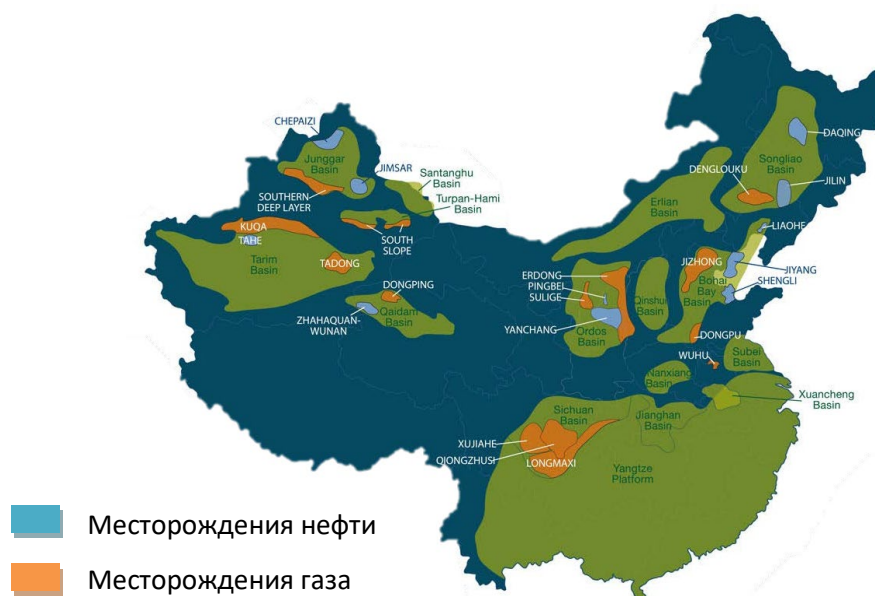 CHEPAIZI
Junggar
Basin
JIMSAR
Santanghu
Basin
SOUTHERN
DEEP LAYER
Turpan-Hami
Basin
KUQA
TAHE
SOUTH
SLOPE
Tarim
Basin
TADONG
DONGPING
ZHAHAQUAN-
WUNAN
Qaidam
Basin
DAQING
Songliao
Basin
DENGLOUKU
JILIN
Erlian
Basin
LIAOHE
ERDONG
PINGBEI
SULIGE
JIZHONG
JIYANG
Bohai
Bay
Basin
SHENGLI
Qinshui
Basin
YANCHANG
Ordos
Basin
DONGPU
WUHU
Subei
Basin
Nanxiang
Basin
Xuancheng
Basin
Sichuan
Basin
Jianghan
Basin
XUJIAHE
QIONGZHUSI
LONGMAXI
Yangtze
Platform
Месторождения нефти
Месторождения газа